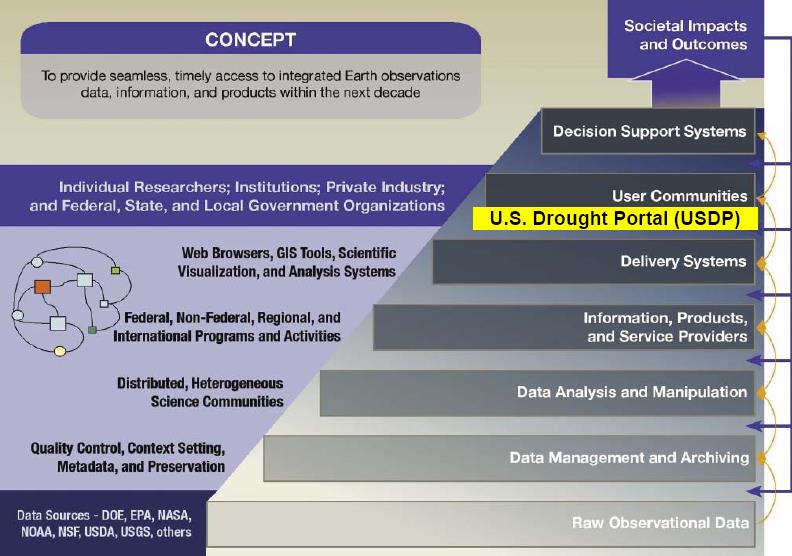 CONCEPT
To provide seamless, timely access to integrated Earth observations
data, information, and products within the next decade
Societal Impacts
and Outcomes
Decision Support Systems
Individual Researchers; Institutions; Private Industry;
and Federal, State, and Local Government Organizations
User Communities
U.S. Drought Portal (USDP)
Web Browsers, GIS Tools, Scientific
Visualization, and Analysis Systems
Delivery Systems
Federal, Non-Federal, Regional, and
International Programs and Activities
Information, Products,
and Service Providers
Distributed, Heterogeneous
Science Communities
Data Analysis and Manipulation
Quality Control, Context Setting,
Metadata, and Preservation
Data Management and Archiving
Data Sources - DOE, EPA, NASA,
NOAA, NSF, USDA, USGS, others
Raw Observational Data